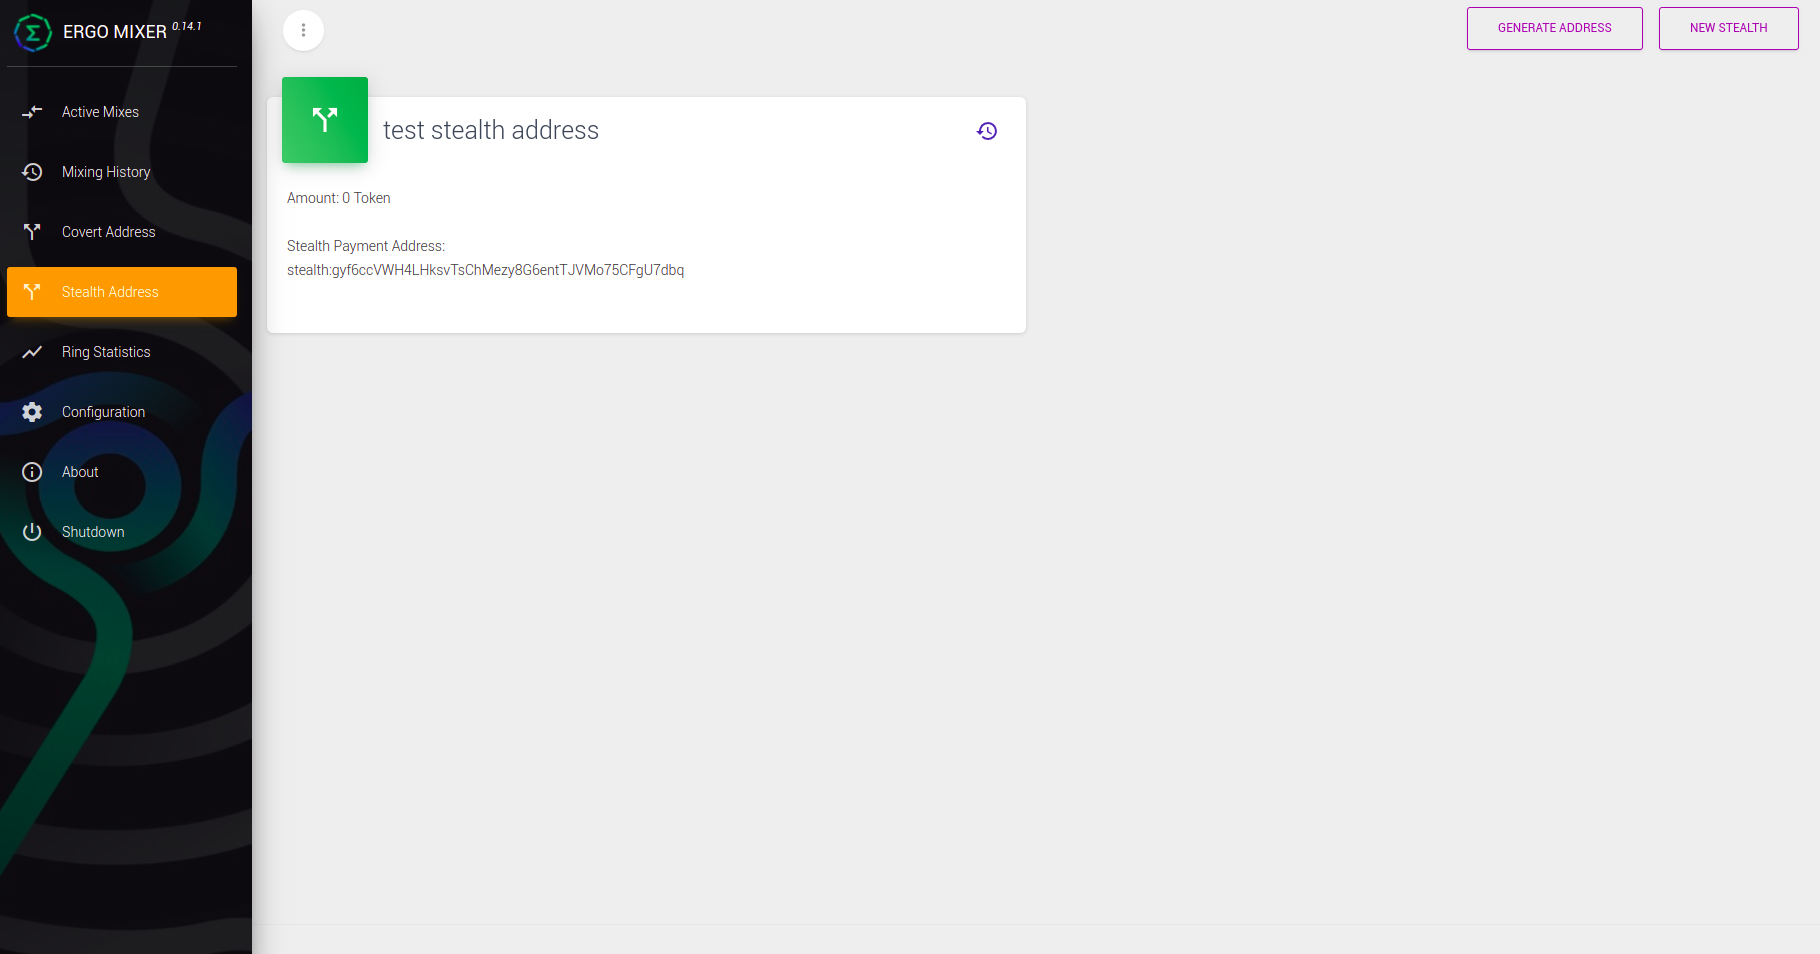 ERGO MIXER 0.14.1
Active Mixes
Mixing History
Covert Address
Stealth Address
Ring Statistics
Configuration
About
Shutdown
GENERATE ADDRESS
NEW STEALTH
test stealth address
Amount: 0 Token
Stealth Payment Address:
stealth:gyf6ccVWH4LHksvTsChMezy8G6entTJVMo75CFgU7dbq